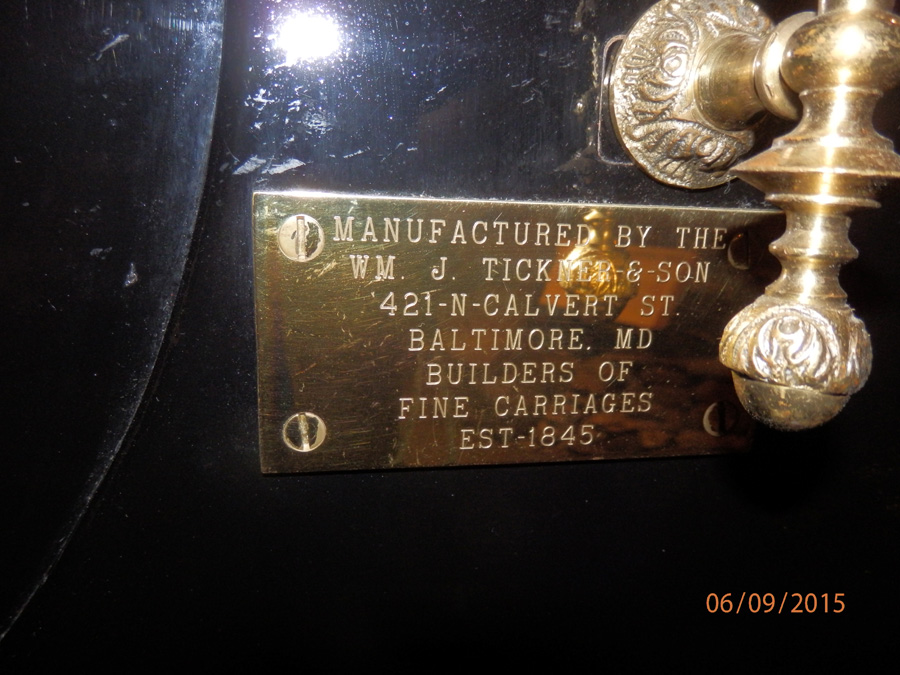 MANUFACTURED BY THE
WM. J. TICKNER-&-SON
421-N-CALVERT ST.
BALTIMORE. MD
BUILDERS OF
FINE CARRIAGES
EST-1845
06/09/2015